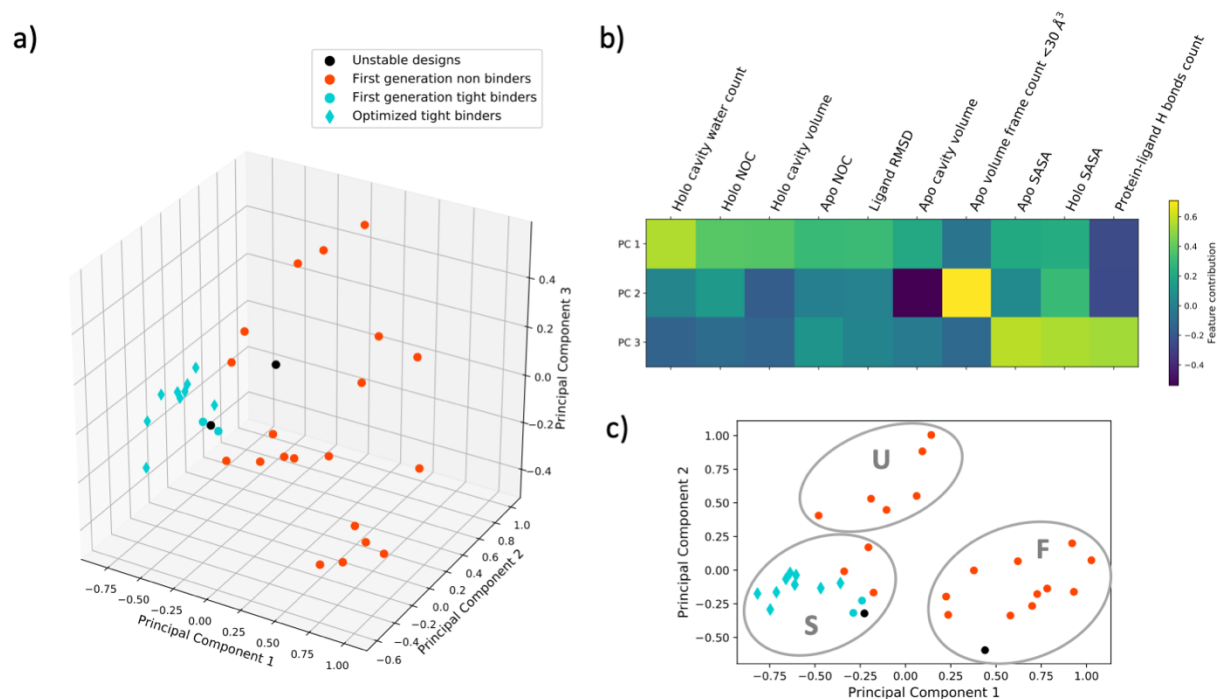 a)
Unstable designs
First generation non binders
First generation tight binders
Optimized tight binders
Principal Component 3
0.4
0.2
0.0
−0.2
−0.4
−0.75
−0.50
−0.25
0.00
0.25
0.50
0.75
1.00
Principal Component 1
−0.6
−0.4
−0.2
0.0
0.2
0.4
0.6
0.8
1.0
Principal Component 2
b)
Holo cavity water count
Holo NOC
Holo cavity volume
Apo NOC
Ligand RMSD
Apo cavity volume
Apo volume frame count <30 Å³
Apo SASA
Holo SASA
Protein-ligand H bonds count
PC 1
PC 2
PC 3
0.6
0.4
0.2
0.0
−0.2
−0.4
Feature contribution
c)
U
F
S
1.00
0.75
0.50
0.25
0.00
−0.25
−0.50
Principal Component 2
−0.75
−0.50
−0.25
0.00
0.25
0.50
0.75
1.00
Principal Component 1